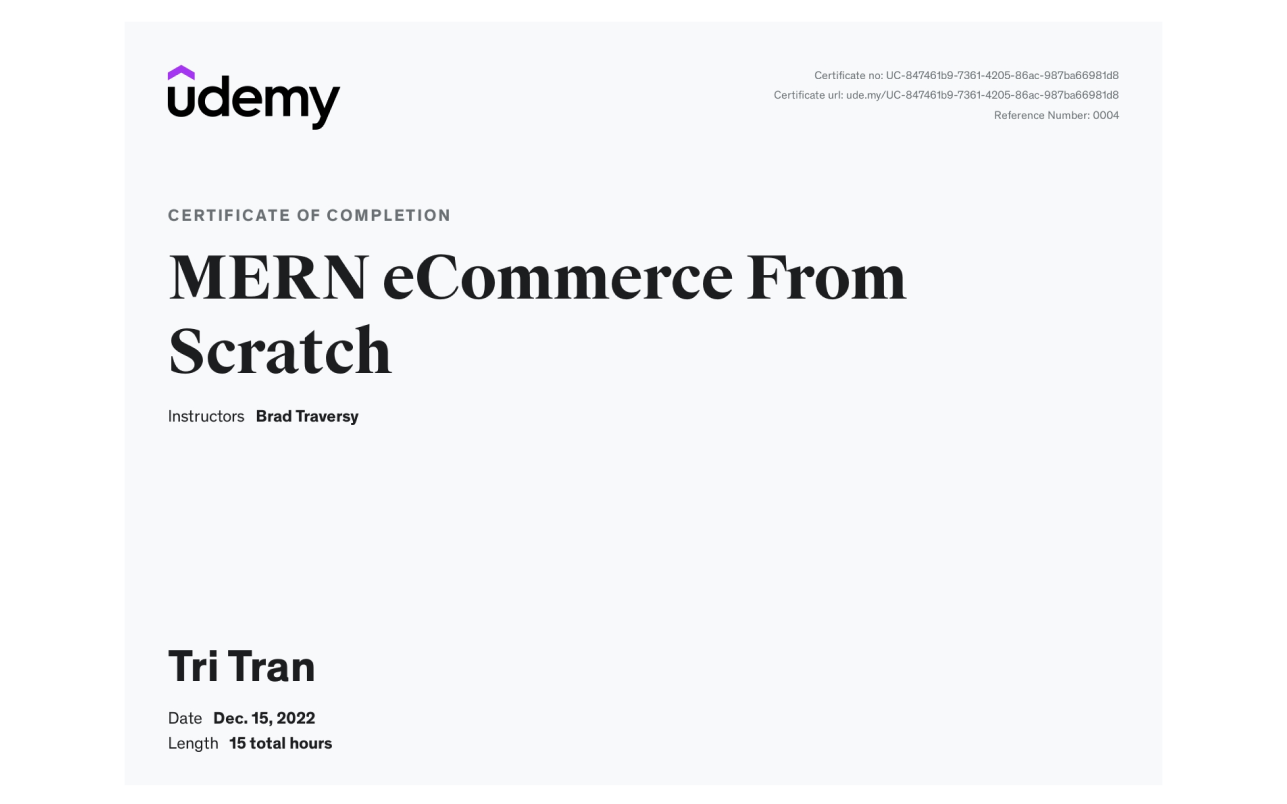 udemy
Certificate no: UC-847461b9-7361-4205-86ac-987ba66981d8
Certificate url: ude.my/UC-847461b9-7361-4205-86ac-987ba66981d8
Reference Number: 0004
CERTIFICATE OF COMPLETION
MERN eCommerce From
Scratch
Instructors Brad Traversy
Tri Tran
Date Dec. 15, 2022
Length 15 total hours